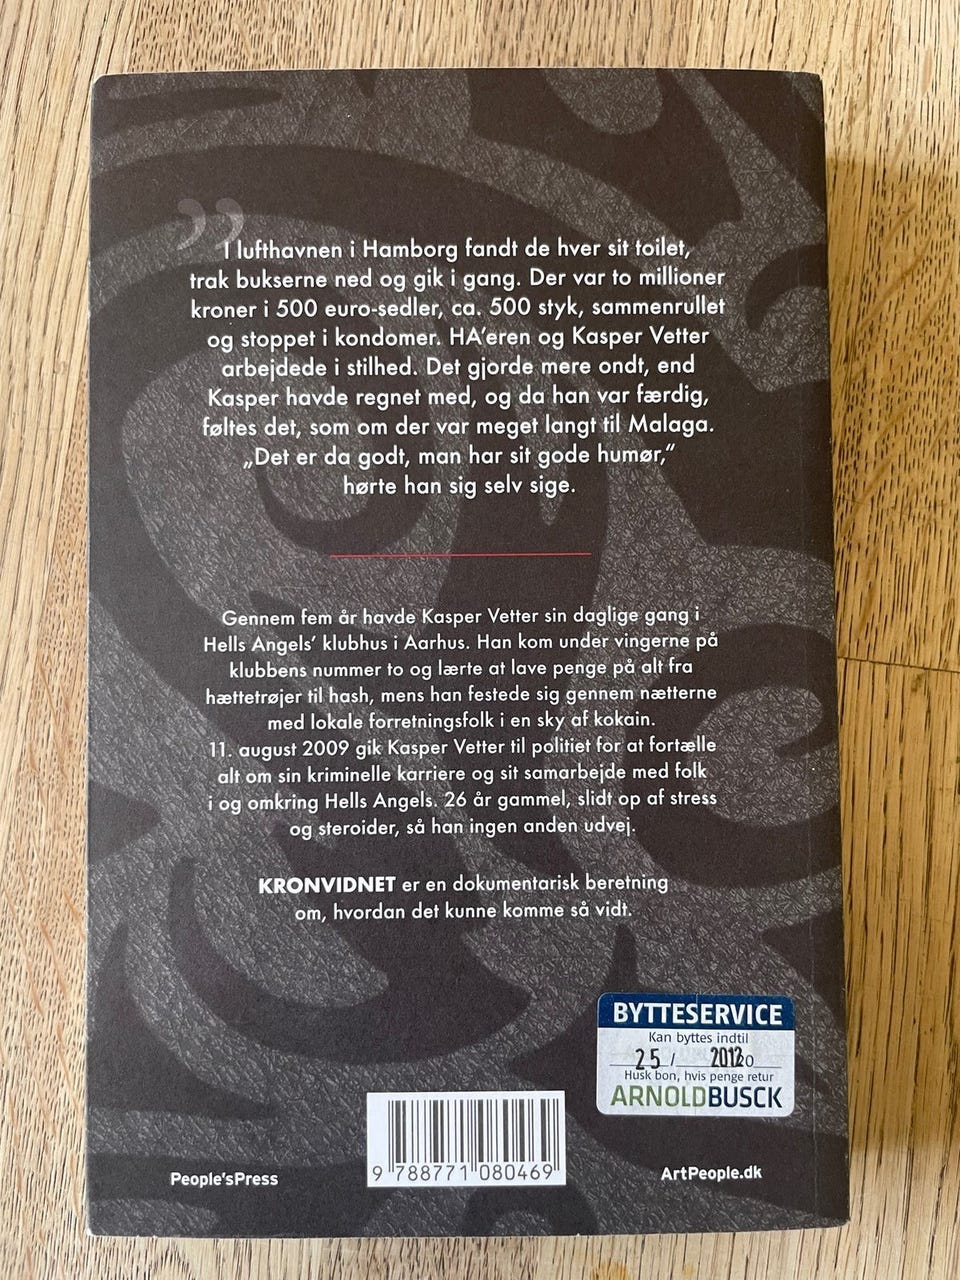 ”
I lufthavnen i Hamborg fandt de hver sit toilet,
trak bukserne ned og gik i gang. Der var to millioner
kroner i 500 euro-sedler, ca. 500 styk, sammenrullet
og stoppet i kondomer. HA’eren og Kasper Vetter
arbejdede i stilhed. Det gjorde mere ondt, end
Kasper havde regnet med, og da han var færdig,
føltes det, som om der var meget langt til Malaga.
„Det er da godt, man har sit gode humør,”
hørte han sig selv sige.
Gennem fem år havde Kasper Vetter sin daglige gang i
Hells Angels’ klubhus i Aarhus. Han kom under vingerne på
klubbens nummer to og lærte at lave penge på alt fra
hættetrøjer til hash, mens han festede sig gennem nætterne
med lokale forretningsfolk i en sky af kokain.
11. august 2009 gik Kasper Vetter til politiet for at fortælle
alt om sin kriminelle karriere og sit samarbejde med folk
i og omkring Hells Angels. 26 år gammel, slidt op af stress
og steroider, så han ingen anden udvej.
KRONVIDNET er en dokumentarisk beretning
om, hvordan det kunne komme så vidt.
BYTTESERVICE
Kan byttes indtil
25 /
Husk bon, hvis penge retur
ARNOLDBUSCK
9 788771 080469
People'sPress
ArtPeople.dk